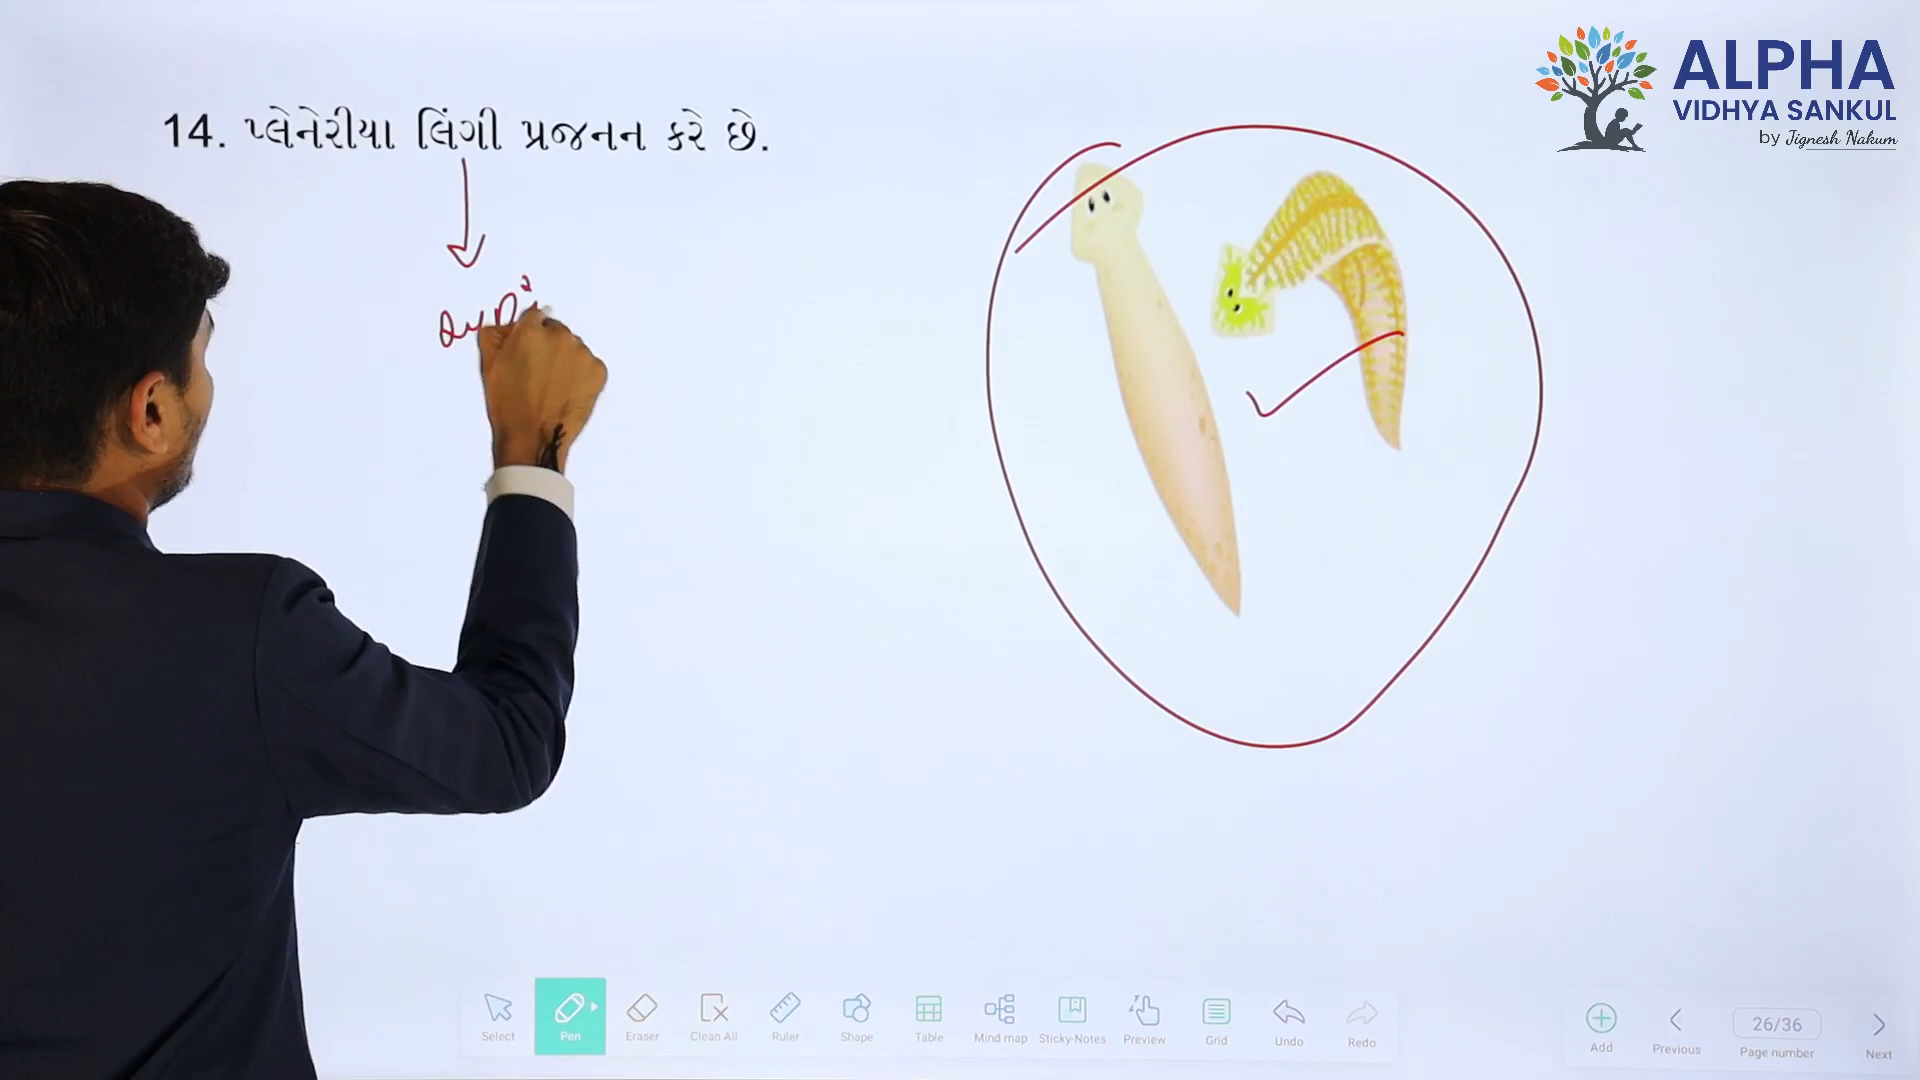 ALPHA
VIDHYA SANKUL
by Jignesh Nakum
14. પ્લેનેરીયા લિંગી પ્રજનન કરે છે.
Select
Pen
Eraser
Clean All
Ruler
Shape
Table
Mind map
Sticky-Notes
Preview
Grid
Undo
Redo
Add
Previous
26/36
Page number
Next